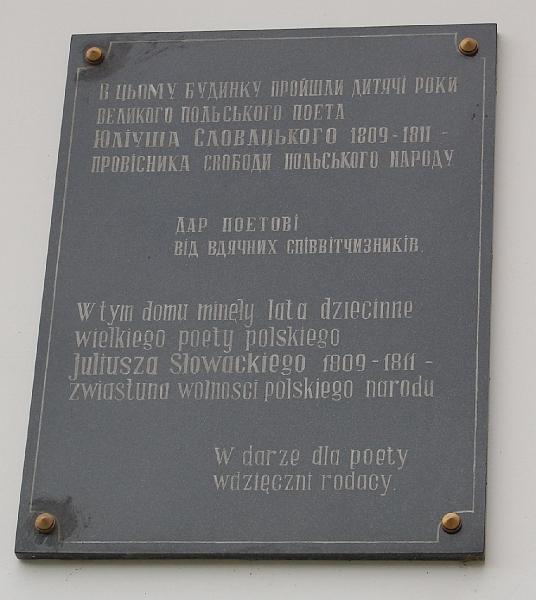 В ЦЬОМУ БУДИНКУ ПРОЙШЛИ ДИТЯЧІ РОКИ
ВЕЛИКОГО ПОЛЬСЬКОГО ПОЕТА
ЮЛІУША СЛОВАЦЬКОГО 1809-1811 -
ПРОВІСНИКА СВОБОДИ ПОЛЬСЬКОГО НАРОДУ
ДАР ПОЕТОВІ
ВІД ВДЯЧНИХ СПІВВІТЧИЗНИКІВ.
W tym domu minęły lata dziecinne
wielkiego poety polskiego
Juliusza Słowackiego 1809-1811 -
zwiastuna wolnosci polskiego narodu
W darze dla poety
wdzięczni rodacy.